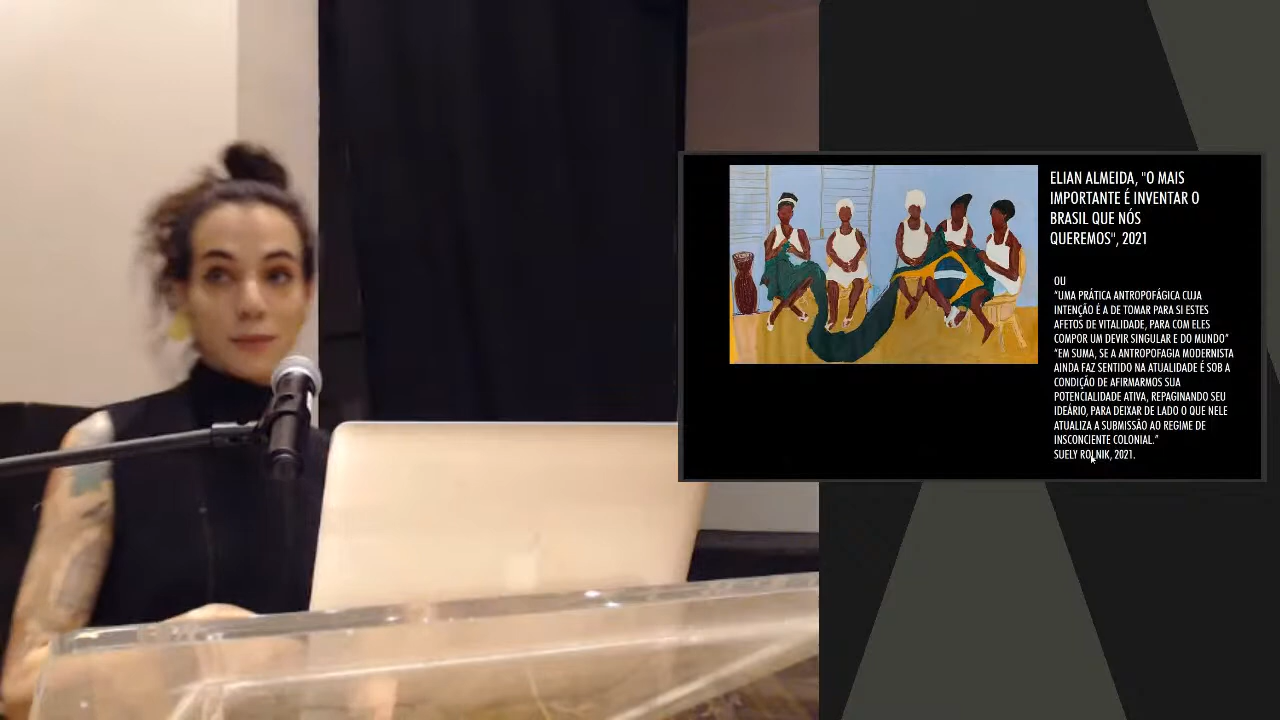 ELIAN ALMEIDA, "O MAIS
IMPORTANTE É INVENTAR O
BRASIL QUE NÓS
QUEREMOS", 2021
OU
"UMA PRÁTICA ANTROPOFÁGICA CUJA
INTENÇÃO É A DE TOMAR PARA SI ESTES
AFETOS DE VITALIDADE, PARA COM ELES
COMPOR UM DEVIR SINGULAR E DO MUNDO"
"EM SUMA, SE A ANTROPOFAGIA MODERNISTA
AINDA FAZ SENTIDO NA ATUALIDADE É SOB A
CONDIÇÃO DE AFIRMARMOS SUA
POTENCIALIDADE ATIVA, REPAGINANDO SEU
IDEÁRIO, PARA DEIXAR DE LADO O QUE NELE
ATUALIZA A SUBMISSÃO AO REGIME DE
INSCONCIENTE COLONIAL."
SUELY ROLNIK, 2021.